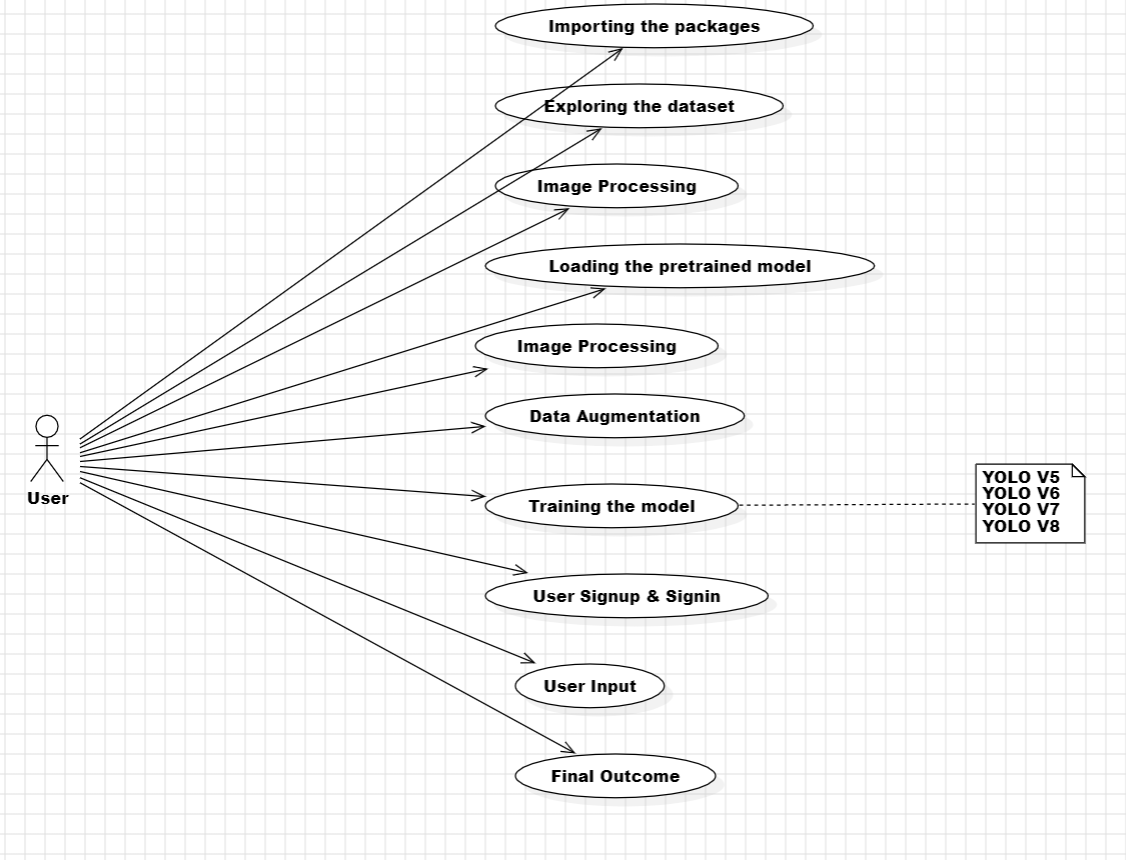 Importing the packages
Exploring the dataset
Image Processing
Loading the pretrained model
Image Processing
Data Augmentation
User
Training the model
YOLO V5
YOLO V6
YOLO V7
YOLO V8
User Signup & Signin
User Input
Final Outcome